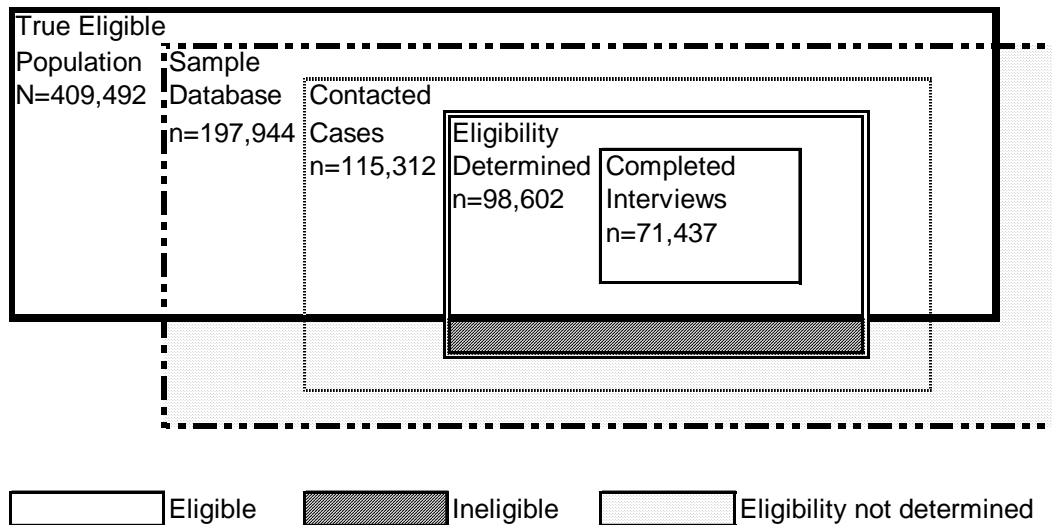 True Eligible
Population
N=409,492
Sample
Database
n=197,944
Contacted
Cases
n=115,312
Eligibility
Determined
n=98,602
Completed
Interviews
n=71,437
Eligible
Ineligible
Eligibility not determined